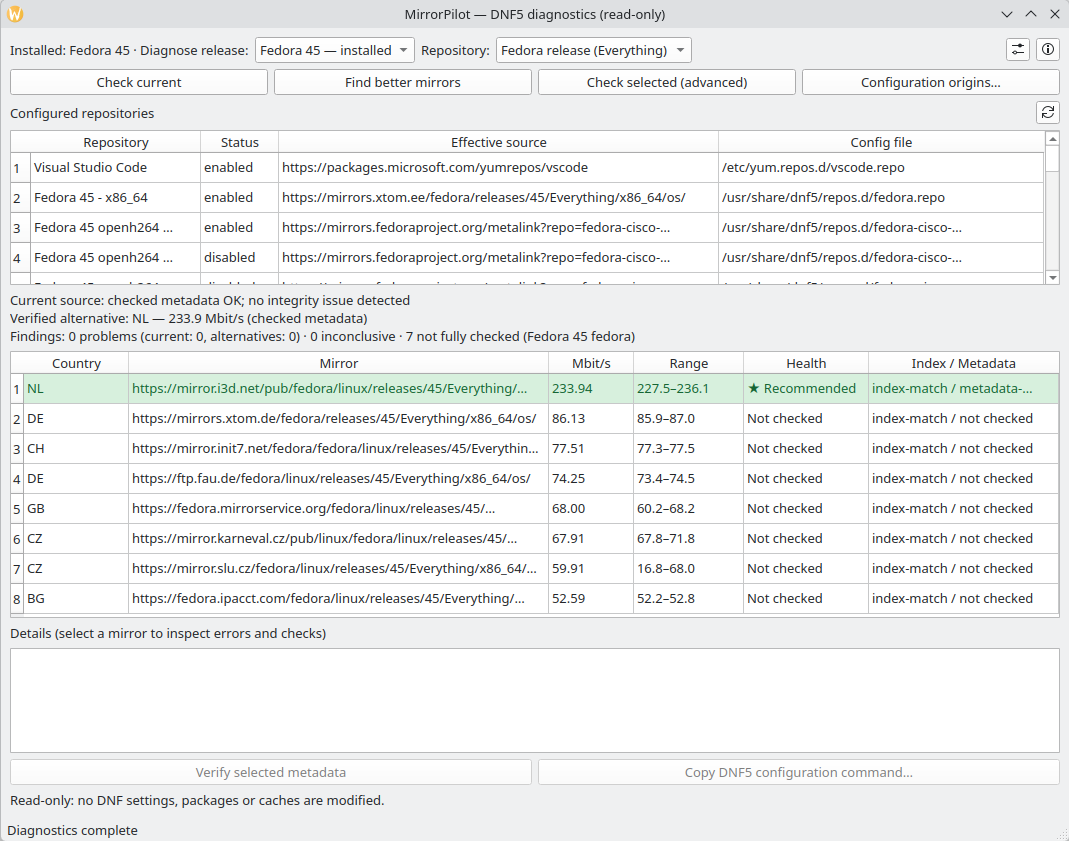 MirrorPilot — DNF5 diagnostics (read-only)
Installed: Fedora 45 · Diagnose release: Fedora 45 — installed Repository: Fedora release (Everything)
Check current Find better mirrors Check selected (advanced) Configuration origins...
Configured repositories
Repository Status Effective source Config file
1 Visual Studio Code enabled https://packages.microsoft.com/yumrepos/vscode /etc/yum.repos.d/vscode.repo
2 Fedora 45 - x86_64 enabled https://mirrors.xtom.ee/fedora/releases/45/Everything/x86_64/os/ /usr/share/dnf5/repos.d/fedora.repo
3 Fedora 45 openh264 ... enabled https://mirrors.fedoraproject.org/metalink?repo=fedora-cisco-... /usr/share/dnf5/repos.d/fedora-cisco-...
4 Fedora 45 openh264 ... disabled https://mirrors.fedoraproject.org/metalink?repo=fedora-cisco-... /usr/share/dnf5/repos.d/fedora-cisco-...
Current source: checked metadata OK; no integrity issue detected
Verified alternative: NL — 233.9 Mbit/s (checked metadata)
Findings: 0 problems (current: 0, alternatives: 0) · 0 inconclusive · 7 not fully checked (Fedora 45 fedora)
Country Mirror Mbit/s Range Health Index / Metadata
1 NL https://mirror.i3d.net/pub/fedora/linux/releases/45/Everything/... 233.94 227.5–236.1 ★ Recommended index-match / metadata-...
2 DE https://mirrors.xtom.de/fedora/releases/45/Everything/x86_64/os/ 86.13 85.9–87.0 Not checked index-match / not checked
3 CH https://mirror.init7.net/fedora/fedora/linux/releases/45/Everythin... 77.51 77.3–77.5 Not checked index-match / not checked
4 DE https://ftp.fau.de/fedora/linux/releases/45/Everything/x86_64/os/ 74.25 73.4–74.5 Not checked index-match / not checked
5 GB https://fedora.mirrorservice.org/fedora/linux/releases/45/... 68.00 60.2–68.2 Not checked index-match / not checked
6 CZ https://mirror.karneval.cz/pub/linux/fedora/linux/releases/45/... 67.91 67.8–71.8 Not checked index-match / not checked
7 CZ https://mirror.slu.cz/fedora/linux/releases/45/Everything/x86_64/... 59.91 16.8–68.0 Not checked index-match / not checked
8 BG https://fedora.ipacct.com/fedora/linux/releases/45/Everything/... 52.59 52.2–52.8 Not checked index-match / not checked
Details (select a mirror to inspect errors and checks)
Verify selected metadata Copy DNF5 configuration command...
Read-only: no DNF settings, packages or caches are modified.
Diagnostics complete